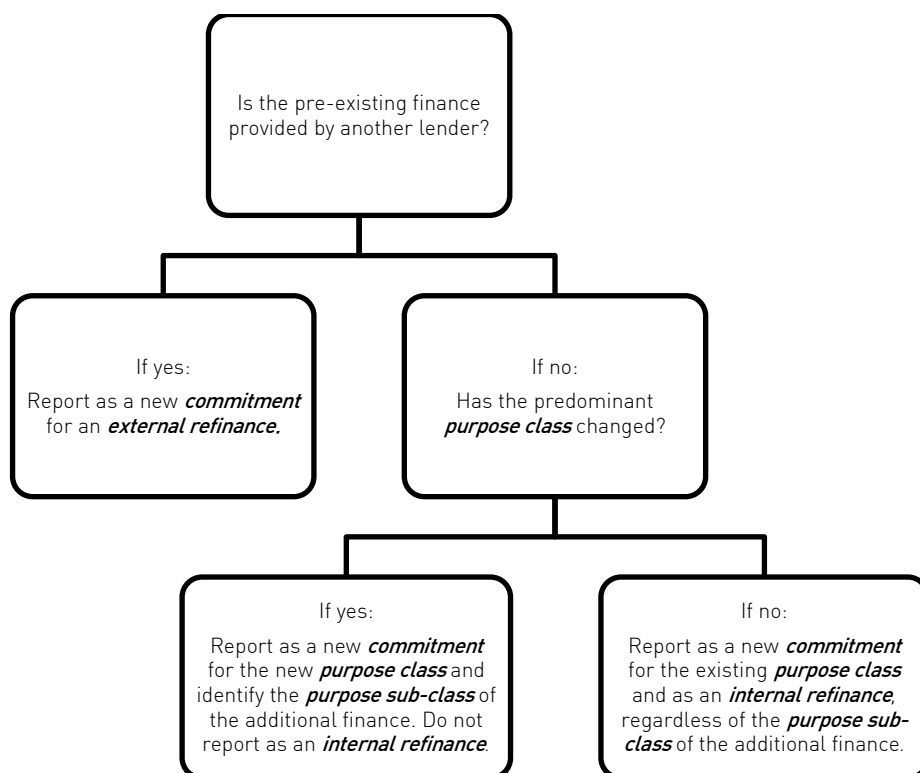 Is the pre-existing finance
provided by another lender?
If yes:
Report as a new commitment
for an external refinance.
If no:
Has the predominant
purpose class changed?
If yes:
Report as a new commitment
for the new purpose class and
identify the purpose sub-class of
the additional finance. Do not
report as an internal refinance.
If no:
Report as a new commitment
for the existing purpose class
and as an internal refinance,
regardless of the purpose sub-
class of the additional finance.